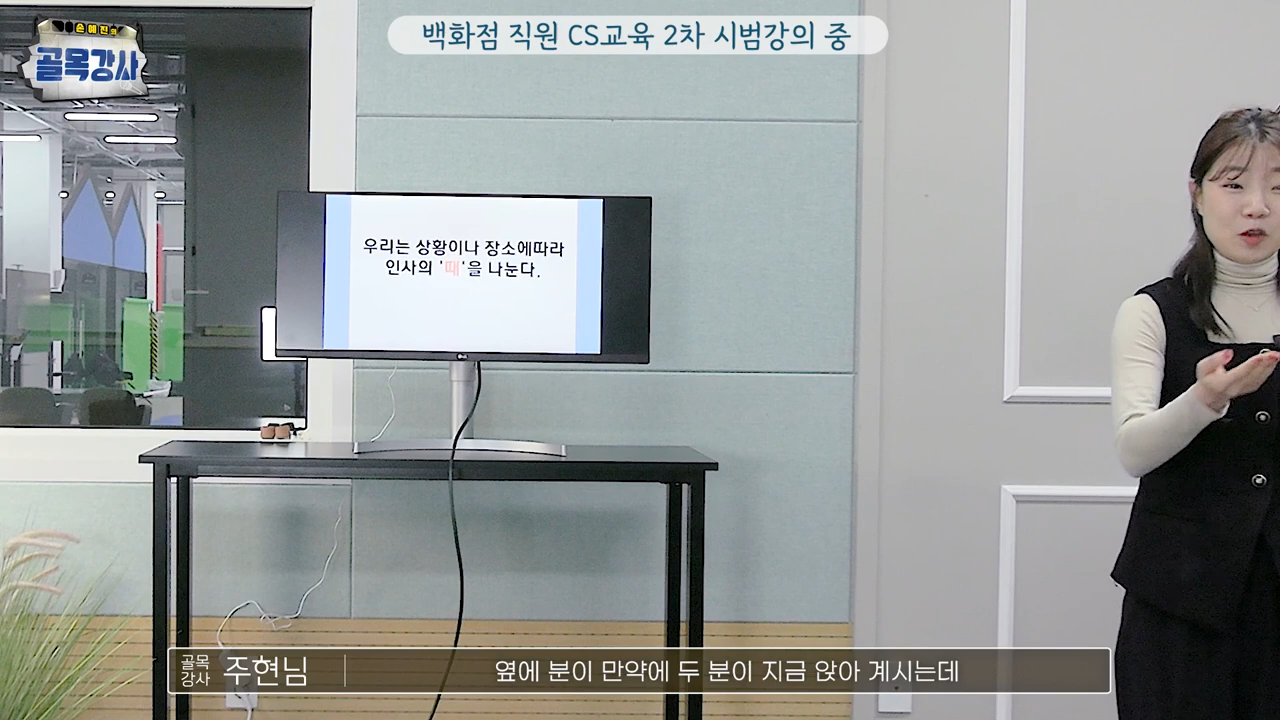 손예진의
골목강사
백화점 직원 CS교육 2차 시범강의 중
우리는 상황이나 장소에따라
인사의 '때'을 나눈다.
골목
강사
주현님
옆에 분이 만약에 두 분이 지금 앉아 계시는데